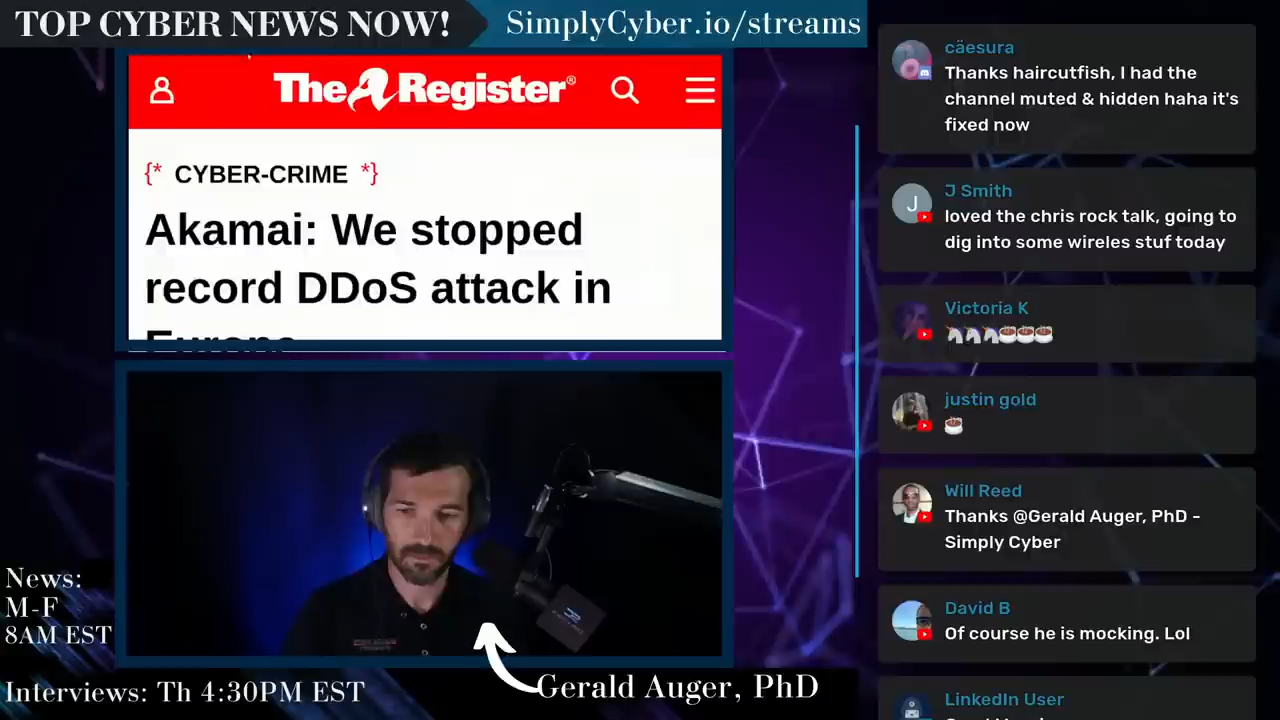 TOP CYBER NEWS NOW!
SimplyCyber.io/streams
The Register®
{* CYBER-CRIME *}
Akamai: We stopped
record DDoS attack in
Europe
News:
M-F
8AM EST
Interviews: Th 4:30PM EST
Gerald Auger, PhD
cäesura
Thanks haircutfish, I had the
channel muted & hidden haha it's
fixed now
J
J Smith
loved the chris rock talk, going to
dig into some wireles stuf today
Victoria K
justin gold
Will Reed
Thanks @Gerald Auger, PhD -
Simply Cyber
David B
Of course he is mocking. Lol
LinkedIn User